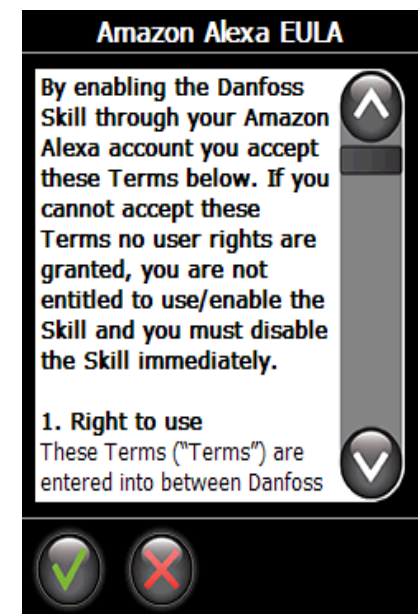 Amazon Alexa EULA
By enabling the Danfoss
Skill through your Amazon
Alexa account you accept
these Terms below. If you
cannot accept these
Terms no user rights are
granted, you are not
entitled to use/enable the
Skill and you must disable
the Skill immediately.
1. Right to use
These Terms ("Terms") are
entered into between Danfoss